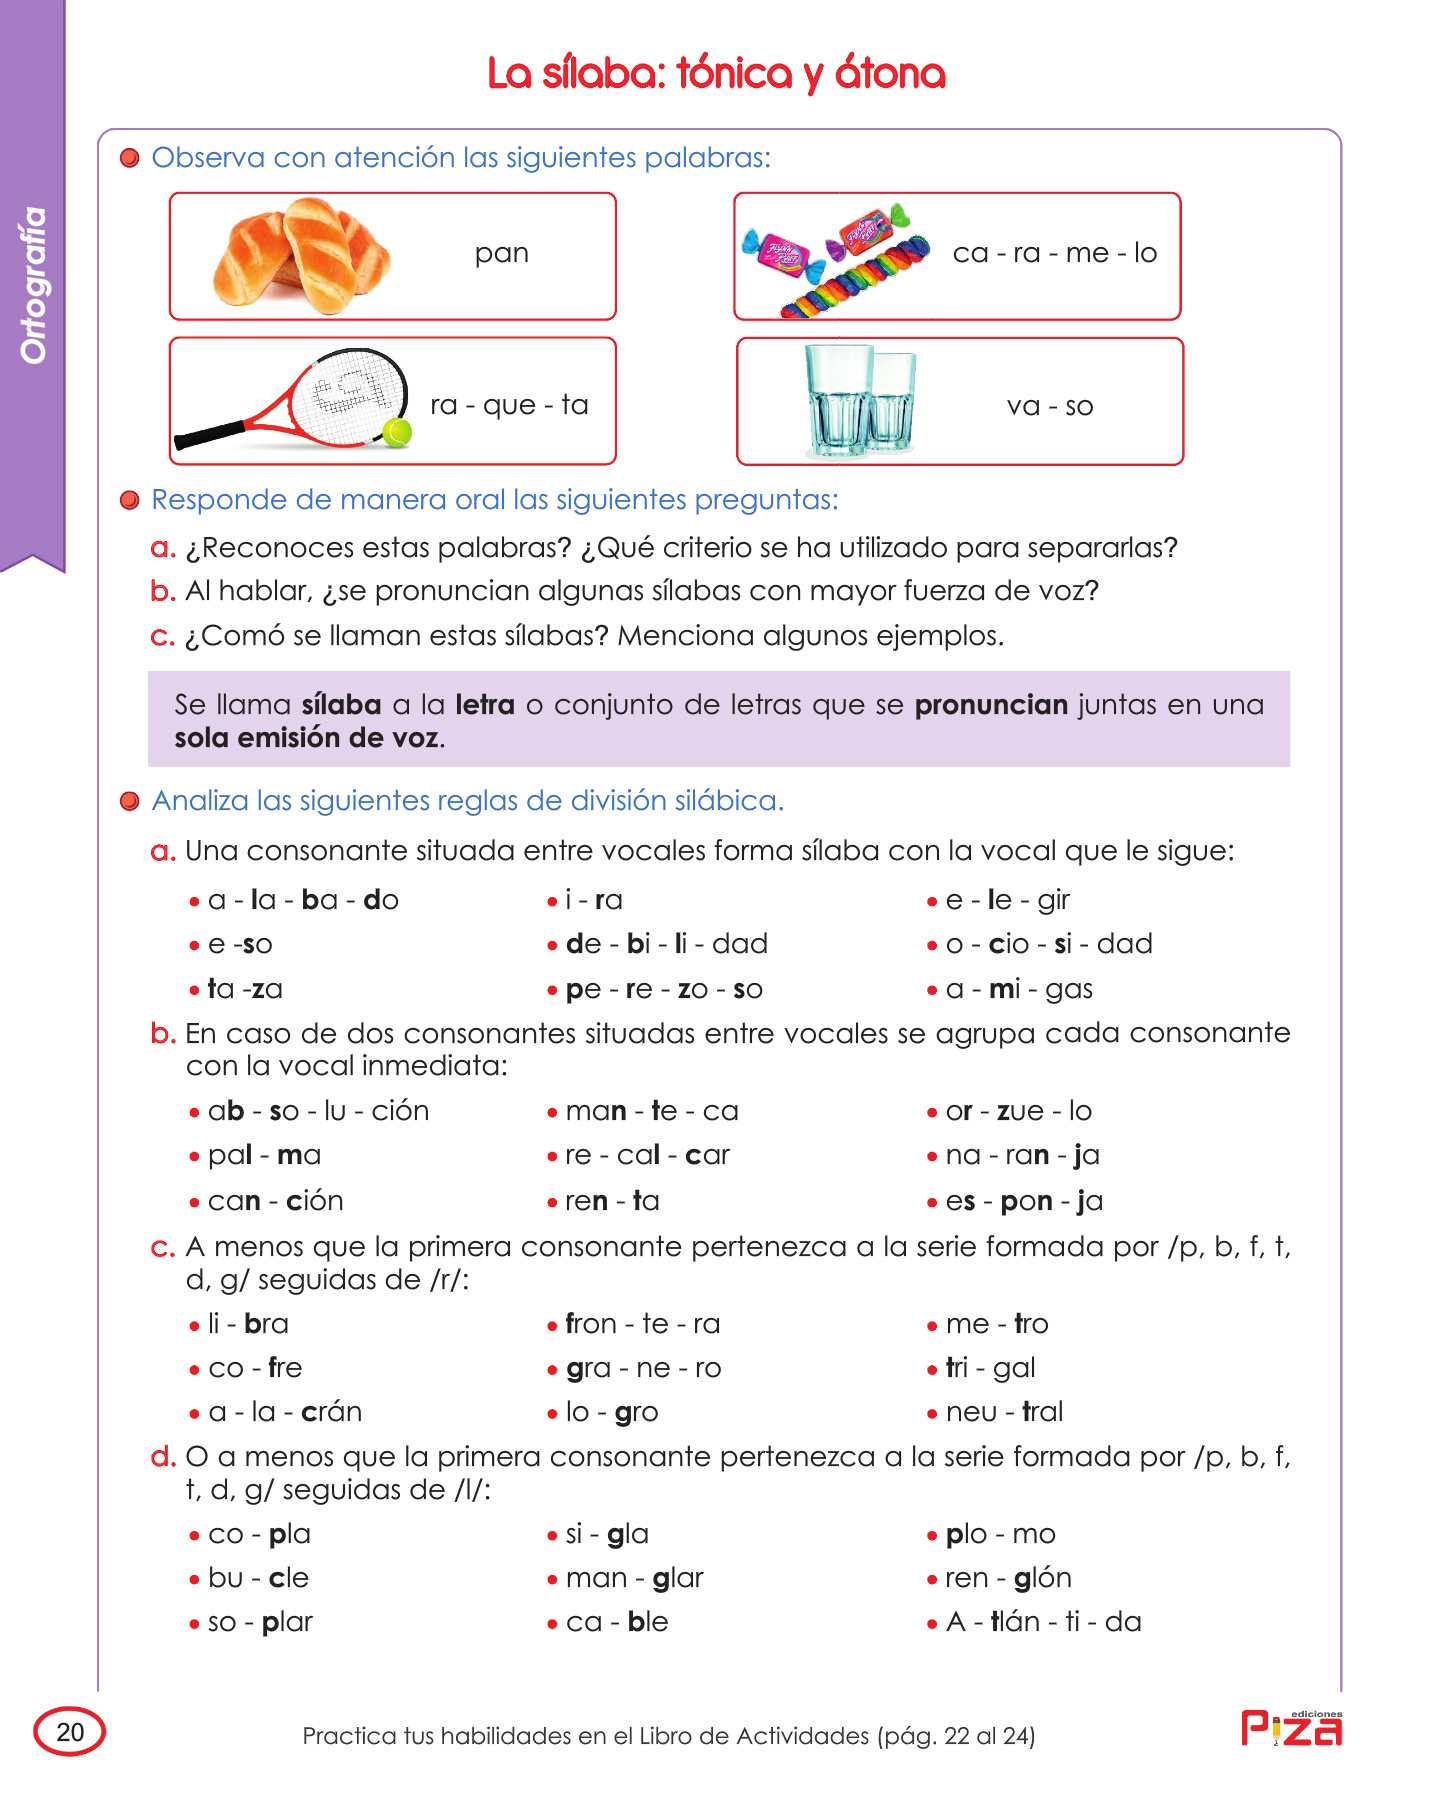 La sílaba: tónica y átona
Ortografía
Observa con atención las siguientes palabras:
pan
ca - ra - me - lo
ra - que - ta
va - so
Responde de manera oral las siguientes preguntas:
a. ¿Reconoces estas palabras? ¿Qué criterio se ha utilizado para separarlas?
b. Al hablar, ¿se pronuncian algunas sílabas con mayor fuerza de voz?
c. ¿Comó se llaman estas sílabas? Menciona algunos ejemplos.
Se llama sílaba a la letra o conjunto de letras que se pronuncian juntas en una
sola emisión de voz.
Analiza las siguientes reglas de división silábica.
a. Una consonante situada entre vocales forma sílaba con la vocal que le sigue:
• a - la - ba - do • i - ra • e - le - gir
• e -so • de - bi - li - dad • o - cio - si - dad
• ta -za • pe - re - zo - so • a - mi - gas
b. En caso de dos consonantes situadas entre vocales se agrupa cada consonante
con la vocal inmediata:
• ab - so - lu - ción • man - te - ca • or - zue - lo
• pal - ma • re - cal - car • na - ran - ja
• can - ción • ren - ta • es - pon - ja
c. A menos que la primera consonante pertenezca a la serie formada por /p, b, f, t,
d, g/ seguidas de /r/:
• li - bra • fron - te - ra • me - tro
• co - fre • gra - ne - ro • tri - gal
• a - la - crán • lo - gro • neu - tral
d. O a menos que la primera consonante pertenezca a la serie formada por /p, b, f,
t, d, g/ seguidas de /l/:
• co - pla • si - gla • plo - mo
• bu - cle • man - glar • ren - glón
• so - plar • ca - ble • A - tlán - ti - da
20
Practica tus habilidades en el Libro de Actividades (pág. 22 al 24)
ediciones
Piza